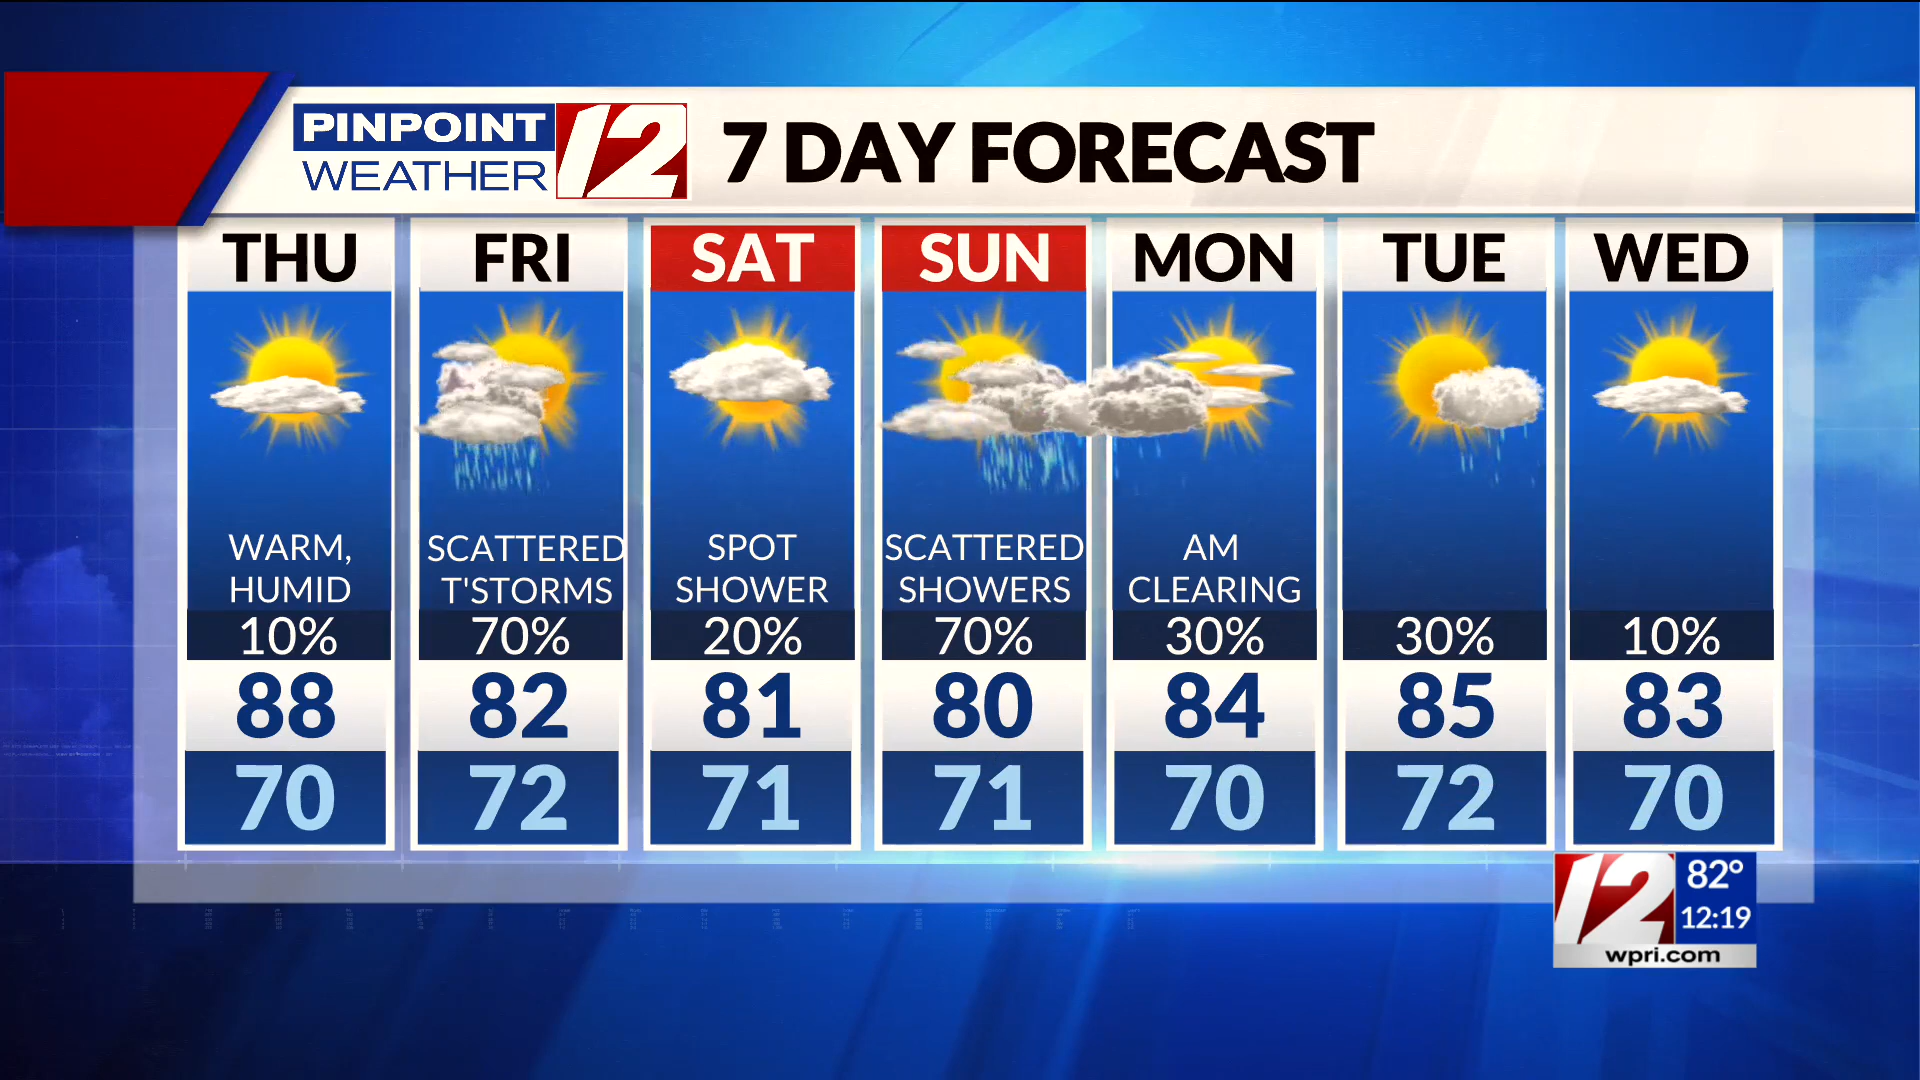 PINPOINT
WEATHER
12
7 DAY FORECAST
THU
FRI
SAT
SUN
MON
TUE
WED
WARM,
HUMID
SCATTERED
T'STORMS
SPOT
SHOWER
SCATTERED
SHOWERS
AM
CLEARING
10%
70%
20%
70%
30%
30%
10%
88
82
81
80
84
85
83
70
72
71
71
70
72
70
12
82°
12:19
wpri.com